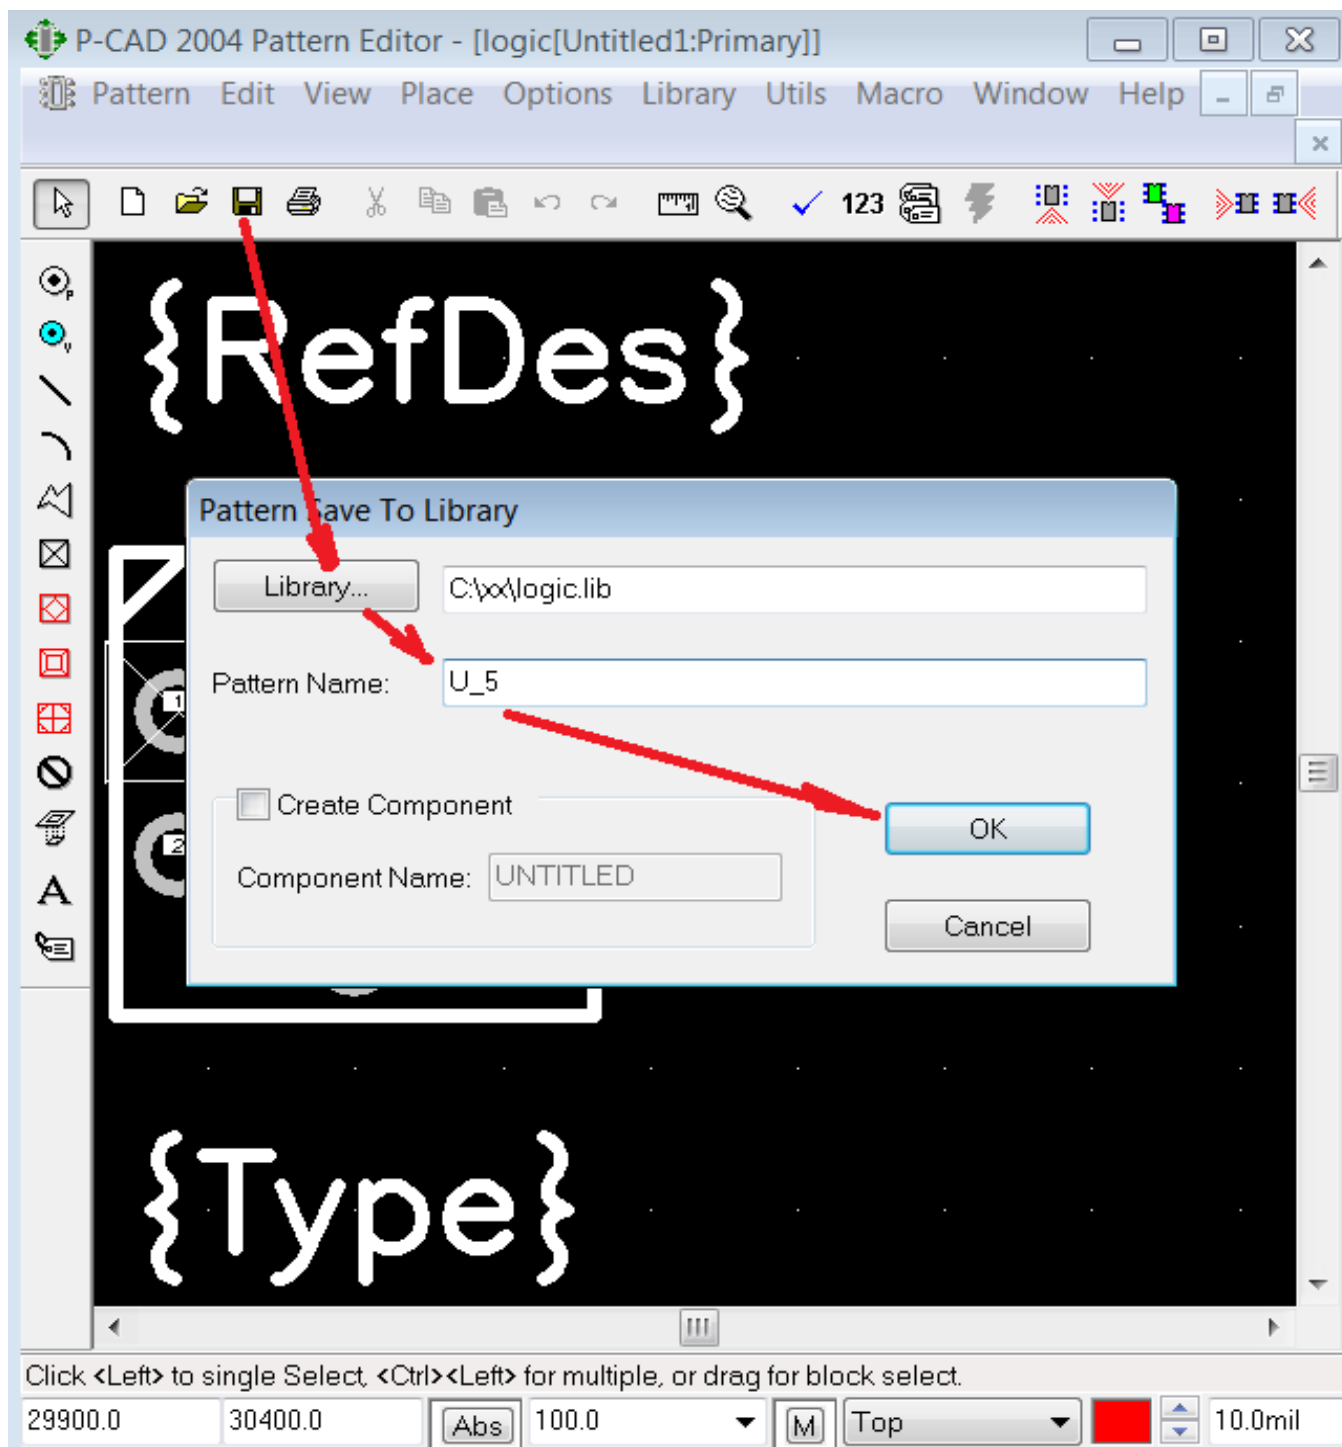 P-CAD 2004 Pattern Editor - [logic[Untitled1:Primary]]
Pattern Edit View Place Options Library Utils Macro Window Help
123
P
V
{RefDes}
Pattern Save To Library
Library... C:\xx\logic.lib
1
Pattern Name: U_5
Create Component
OK
2
Component Name: UNTITLED
A
Cancel
{Type}
Click <Left> to single Select, <Ctrl><Left> for multiple, or drag for block select.
29900.0 30400.0 Abs 100.0 M Top 10.0mil